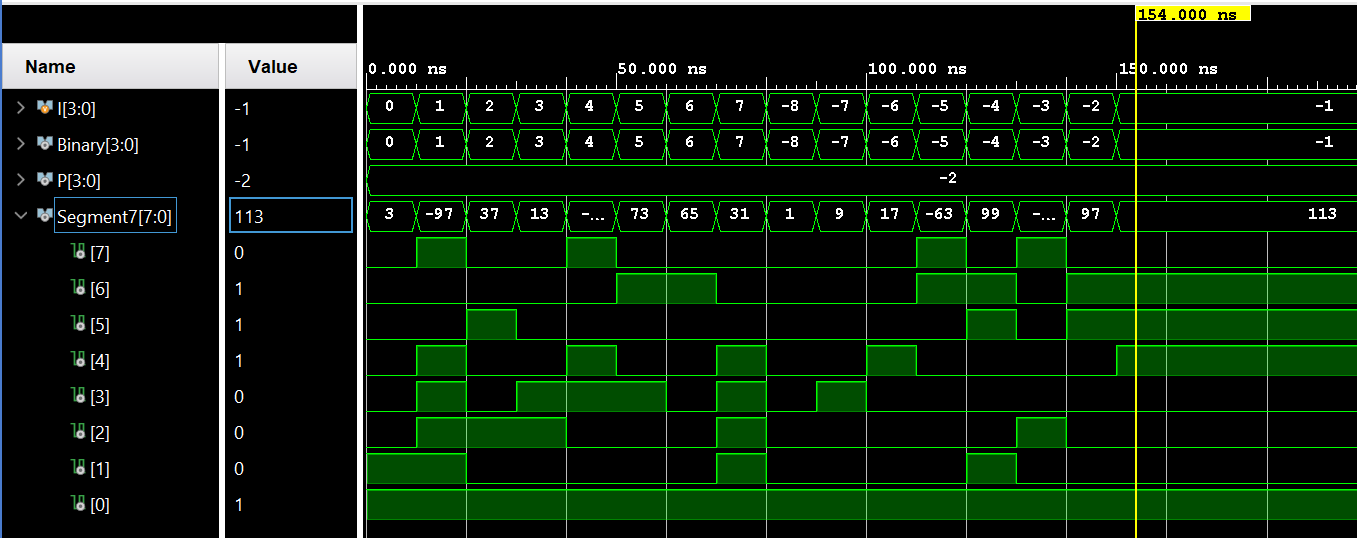 154.000 ns
Name Value 0.000 ns 50.000 ns 100.000 ns 150.000 ns
I[3:0] -1 0 1 2 3 4 5 6 7 -8 -7 -6 -5 -4 -3 -2 -1
Binary[3:0] -1 0 1 2 3 4 5 6 7 -8 -7 -6 -5 -4 -3 -2 -1
P[3:0] -2 -2
Segment7[7:0] 113 3 -97 37 13 -... 73 65 31 1 9 17 -63 99 -... 97 113
[7] 0
[6] 1
[5] 1
[4] 1
[3] 0
[2] 0
[1] 0
[0] 1